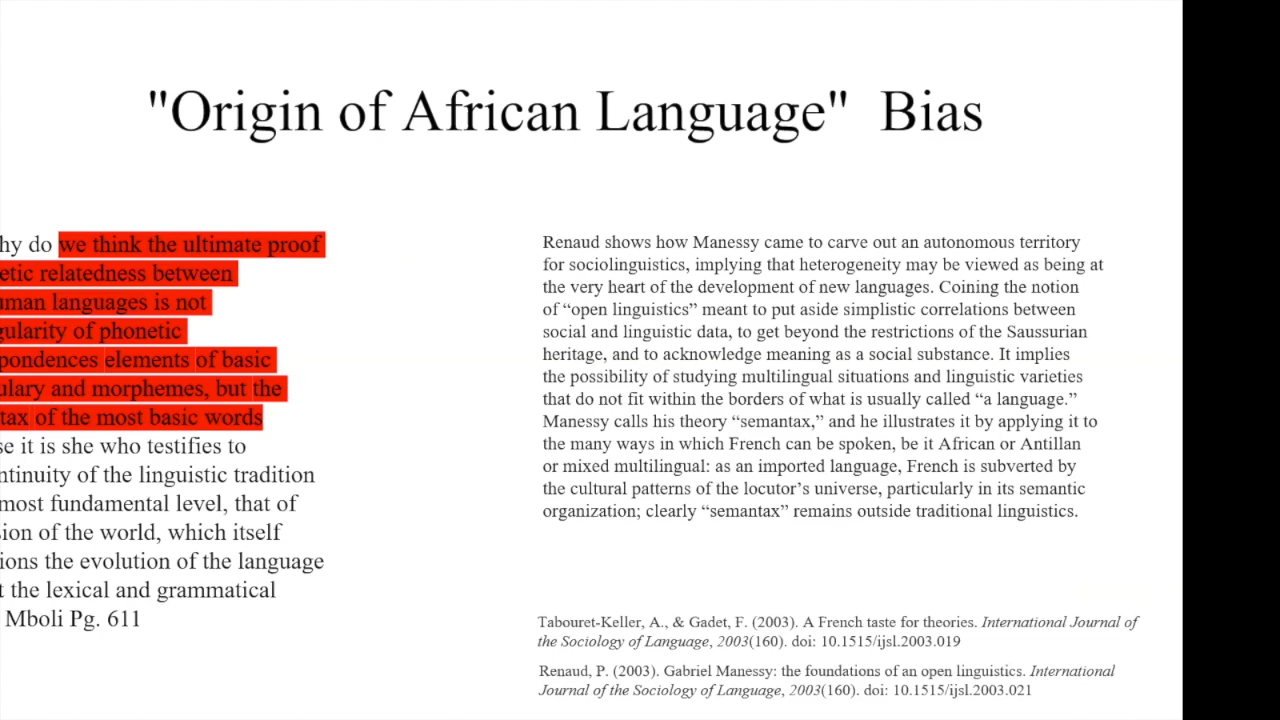 "Origin of African Language" Bias
hy do we think the ultimate proof
etic relatedness between
uman languages is not
gularity of phonetic
pondences elements of basic
ulary and morphemes, but the
tax of the most basic words
se it is she who testifies to
ntinuity of the linguistic tradition
most fundamental level, that of
sion of the world, which itself
ions the evolution of the language
t the lexical and grammatical
Mboli Pg. 611
Renaud shows how Manessy came to carve out an autonomous territory
for sociolinguistics, implying that heterogeneity may be viewed as being at
the very heart of the development of new languages. Coining the notion
of “open linguistics” meant to put aside simplistic correlations between
social and linguistic data, to get beyond the restrictions of the Saussurian
heritage, and to acknowledge meaning as a social substance. It implies
the possibility of studying multilingual situations and linguistic varieties
that do not fit within the borders of what is usually called “a language.”
Manessy calls his theory “semantax,” and he illustrates it by applying it to
the many ways in which French can be spoken, be it African or Antillan
or mixed multilingual: as an imported language, French is subverted by
the cultural patterns of the locutor’s universe, particularly in its semantic
organization; clearly “semantax” remains outside traditional linguistics.
Tabouret-Keller, A., & Gadet, F. (2003). A French taste for theories. International Journal of
the Sociology of Language, 2003(160). doi: 10.1515/ijsl.2003.019
Renaud, P. (2003). Gabriel Manessy: the foundations of an open linguistics. International
Journal of the Sociology of Language, 2003(160). doi: 10.1515/ijsl.2003.021